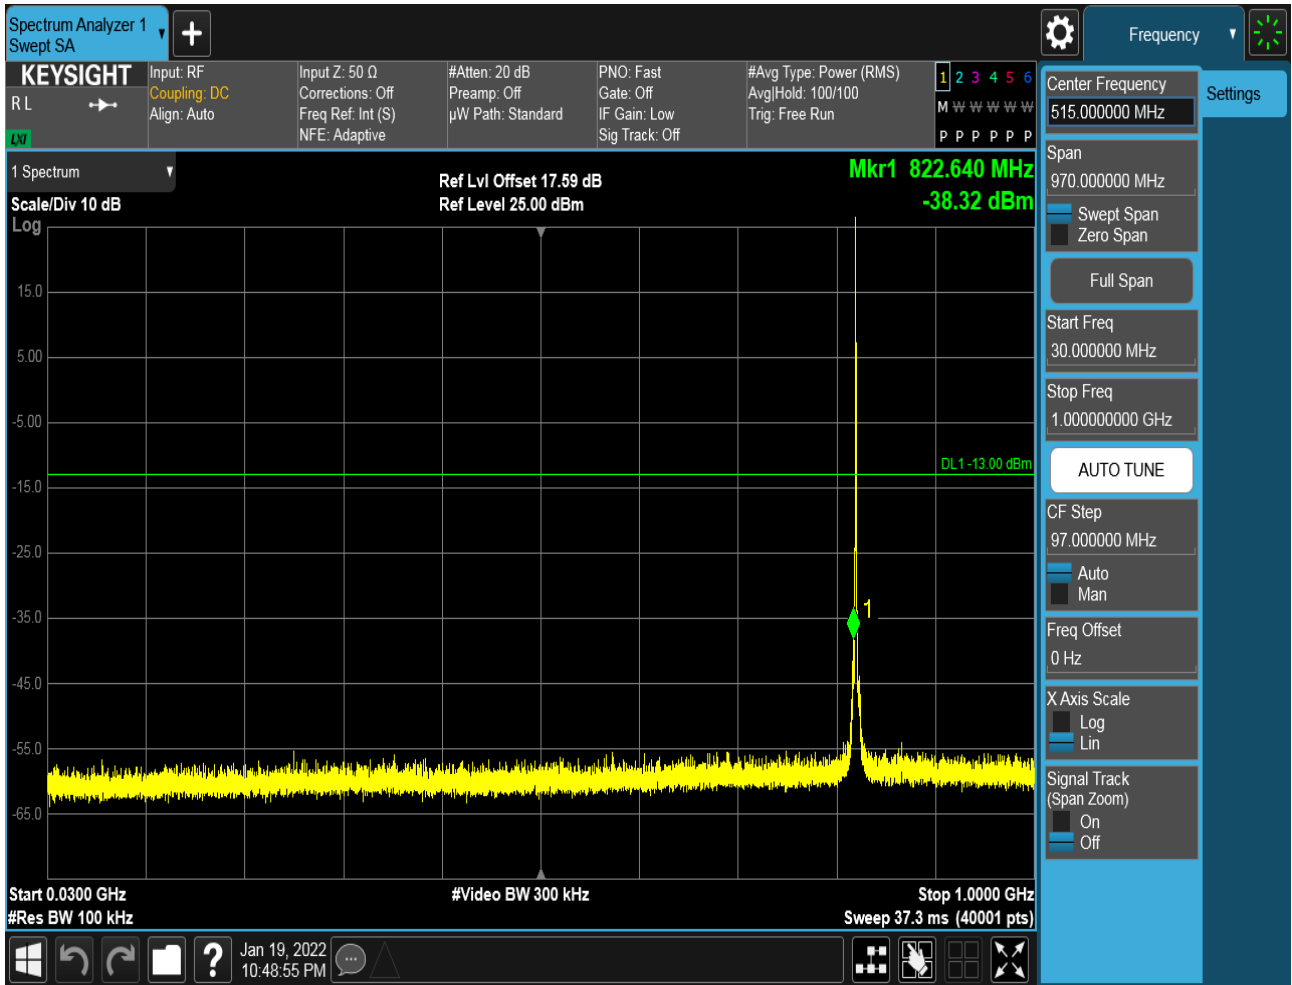 Spectrum Analyzer 1
Swept SA
+
Frequency
KEYSIGHT
R L
LXI
Input: RF
Coupling: DC
Align: Auto
Input Z: 50 Ω
Corrections: Off
Freq Ref: Int (S)
NFE: Adaptive
#Atten: 20 dB
Preamp: Off
µW Path: Standard
PNO: Fast
Gate: Off
IF Gain: Low
Sig Track: Off
#Avg Type: Power (RMS)
Avg|Hold: 100/100
Trig: Free Run
1 2 3 4 5 6
M W W W W W
P P P P P P
1 Spectrum
Scale/Div 10 dB
Log
Ref Lvl Offset 17.59 dB
Ref Level 25.00 dBm
Mkr1 822.640 MHz
-38.32 dBm
15.0
5.00
-5.00
DL1 -13.00 dBm
-15.0
-25.0
-35.0
1
-45.0
-55.0
-65.0
Start 0.0300 GHz
#Video BW 300 kHz
Stop 1.0000 GHz
#Res BW 100 kHz
Sweep 37.3 ms (40001 pts)
Center Frequency
515.000000 MHz
Settings
Span
970.000000 MHz
Swept Span
Zero Span
Full Span
Start Freq
30.000000 MHz
Stop Freq
1.000000000 GHz
AUTO TUNE
CF Step
97.000000 MHz
Auto
Man
Freq Offset
0 Hz
X Axis Scale
Log
Lin
Signal Track
(Span Zoom)
On
Off
?
Jan 19, 2022
10:48:55 PM